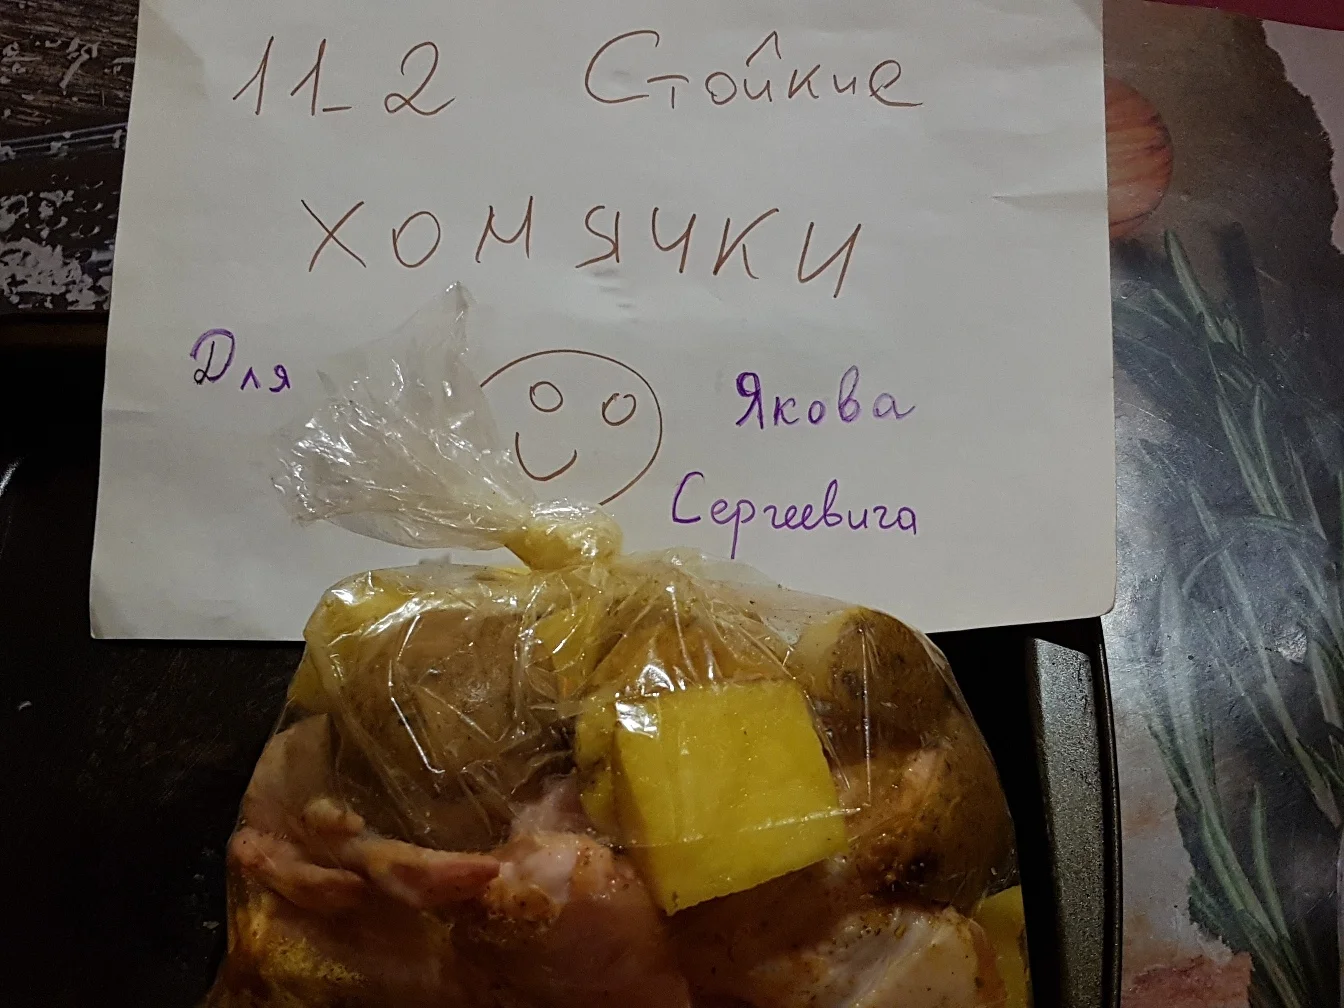 11_2 Стойкие
ХОМЯЧКИ
Для Якова
Сергеевича